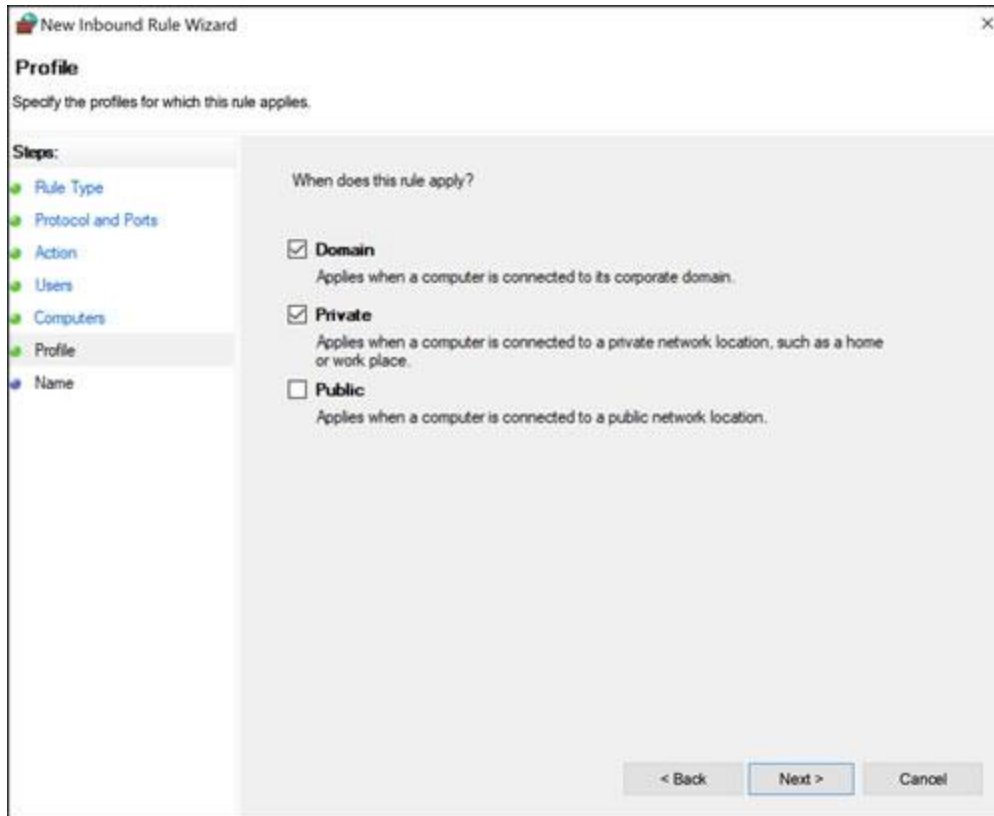 New Inbound Rule Wizard
Profile
Specify the profiles for which this rule applies.
Steps:
Rule Type
Protocol and Ports
Action
Users
Computers
Profile
Name
When does this rule apply?
Domain
Applies when a computer is connected to its corporate domain.
Private
Applies when a computer is connected to a private network location, such as a home
or work place.
Public
Applies when a computer is connected to a public network location.
< Back
Next >
Cancel